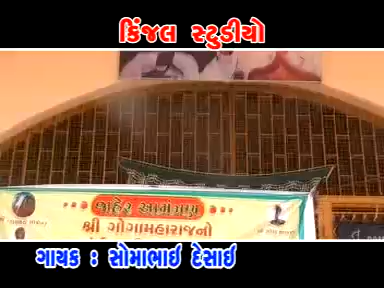 કિંજલ સ્ટુડીયો
જાહેર આમંત્રણ
શ્રી ગોગામહારાજનો
ગાયક : સોમાભાઈ દેસાઈ